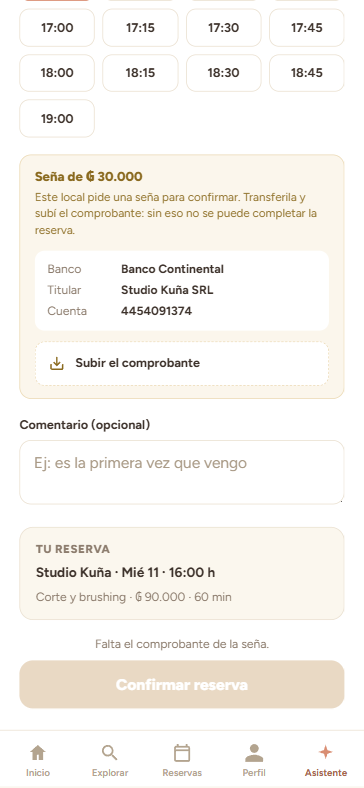 17:00 17:15 17:30 17:45
18:00 18:15 18:30 18:45
19:00
Seña de ₲ 30.000
Este local pide una seña para confirmar. Transferila y
subí el comprobante: sin eso no se puede completar la
reserva.
Banco Banco Continental
Titular Studio Kuña SRL
Cuenta 4454091374
Subir el comprobante
Comentario (opcional)
Ej: es la primera vez que vengo
TU RESERVA
Studio Kuña · Mié 11 · 16:00 h
Corte y brushing · ₲ 90.000 · 60 min
Falta el comprobante de la seña.
Confirmar reserva
Inicio Explorar Reservas Perfil Asistente